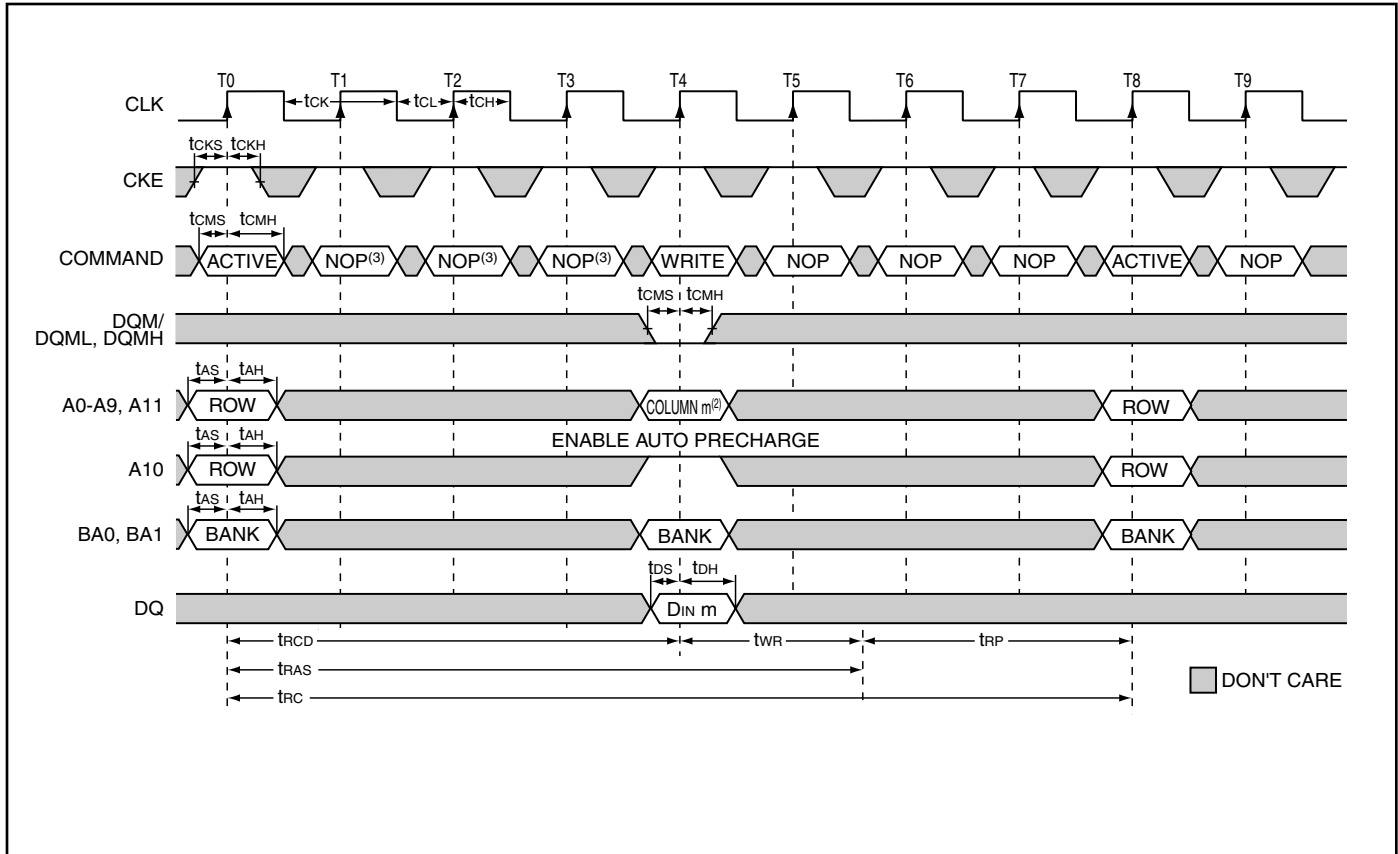 T0 T1 T2 T3 T4 T5 T6 T7 T8 T9
CLK tCK tCL tCH
tCKS tCKH
CKE
tCMS tCMH
COMMAND ACTIVE NOP(3) NOP(3) NOP(3) WRITE NOP NOP NOP ACTIVE NOP
tCMS tCMH
DQM/
DQML, DQMH
tAS tAH
A0-A9, A11 ROW COLUMN m(2) ROW
tAS tAH ENABLE AUTO PRECHARGE
A10 ROW ROW
tAS tAH
BA0, BA1 BANK BANK BANK
tDS tDH
DQ DIN m
tRCD tWR tRP
tRAS
tRC
DON'T CARE